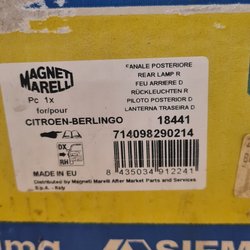 MAGNETI
MARELLI
FANALE POSTERIORE
REAR LAMP R
FEU ARRIERE D
RÜCKLEUCHTEN R
PILOTO POSTERIOR D
LANTERNA TRASEIRA D
Pc 1x
for/pour
CITROEN-BERLINGO 18441
714098290214
DX
RH
MADE IN EU
8 435034 912241
Distributed by Magneti Marelli After Market Parts and Services
S.p.A. - Italy